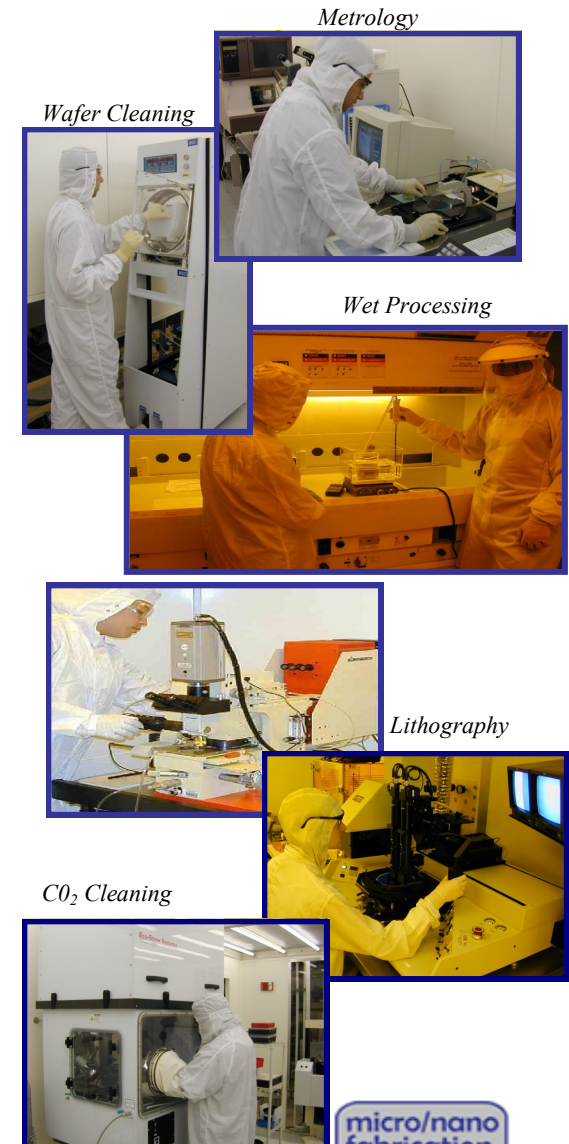 Metrology
Wafer Cleaning
Wet Processing
Lithography
C0₂ Cleaning
micro/nano
fabrication